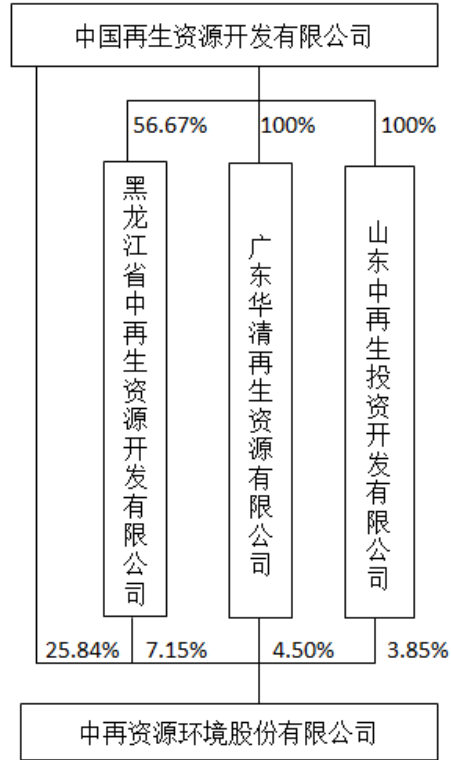 中国再生资源开发有限公司
56.67%
100%
100%
黑龙江省中再生资源开发有限公司
广东华清再生资源有限公司
山东中再生投资开发有限公司
25.84%
7.15%
4.50%
3.85%
中再资源环境股份有限公司